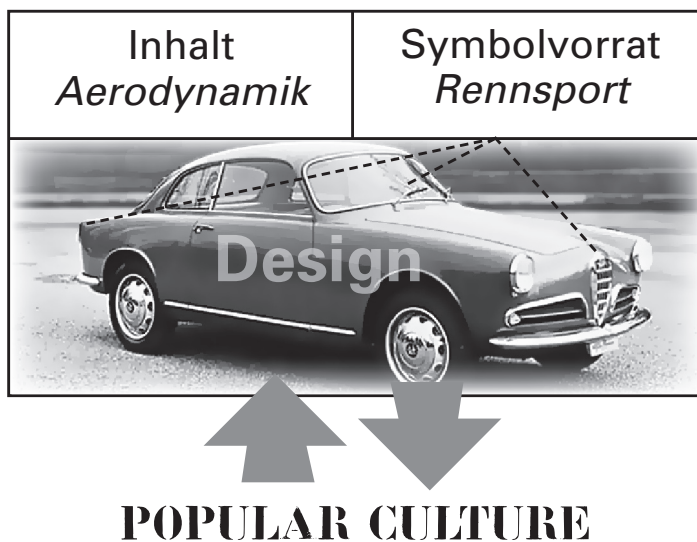 Inhalt
Aerodynamik
Symbolvorrat
Rennsport
Design
POPULAR CULTURE